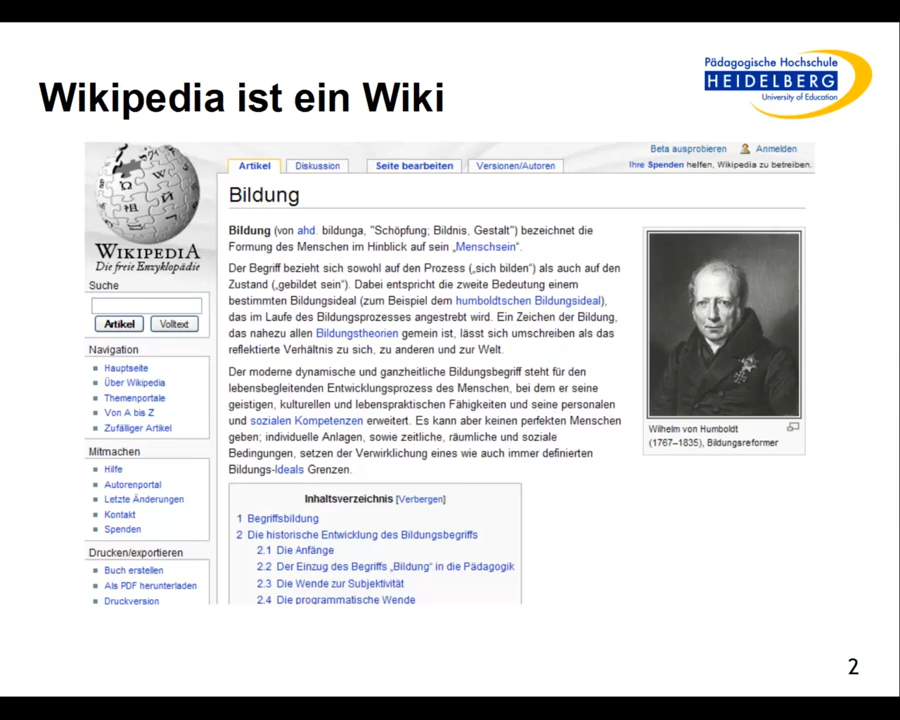 Wikipedia ist ein Wiki
Pädagogische Hochschule
HEIDELBERG
University of Education
WIKIPEDIA
Die freie Enzyklopädie
Suche
Artikel Volltext
Navigation
Hauptseite
Über Wikipedia
Themenportale
Von A bis Z
Zufälliger Artikel
Mitmachen
Hilfe
Autorenportal
Letzte Änderungen
Kontakt
Spenden
Drucken/exportieren
Buch erstellen
Als PDF herunterladen
Druckversion
Beta ausprobieren Anmelden
Artikel Diskussion Seite bearbeiten Versionen/Autoren
Ihre Spenden helfen, Wikipedia zu betreiben.
Bildung
Bildung (von ahd. bildunga, "Schöpfung; Bildnis, Gestalt") bezeichnet die
Formung des Menschen im Hinblick auf sein „Menschsein“.
Der Begriff bezieht sich sowohl auf den Prozess („sich bilden“) als auch auf den
Zustand („gebildet sein“). Dabei entspricht die zweite Bedeutung einem
bestimmten Bildungsideal (zum Beispiel dem humboldtschen Bildungsideal),
das im Laufe des Bildungsprozesses angestrebt wird. Ein Zeichen der Bildung,
das nahezu allen Bildungstheorien gemein ist, lässt sich umschreiben als das
reflektierte Verhältnis zu sich, zu anderen und zur Welt.
Der moderne dynamische und ganzheitliche Bildungsbegriff steht für den
lebensbegleitenden Entwicklungsprozess des Menschen, bei dem er seine
geistigen, kulturellen und lebenspraktischen Fähigkeiten und seine personalen
und sozialen Kompetenzen erweitert. Es kann aber keinen perfekten Menschen
geben; individuelle Anlagen, sowie zeitliche, räumliche und soziale
Bedingungen, setzen der Verwirklichung eines wie auch immer definierten
Bildungs-Ideals Grenzen.
Wilhelm von Humboldt
(1767–1835), Bildungsreformer
Inhaltsverzeichnis [Verbergen]
1 Begriffsbildung
2 Die historische Entwicklung des Bildungsbegriffs
2.1 Die Anfänge
2.2 Der Einzug des Begriffs „Bildung“ in die Pädagogik
2.3 Die Wende zur Subjektivität
2.4 Die programmatische Wende
2